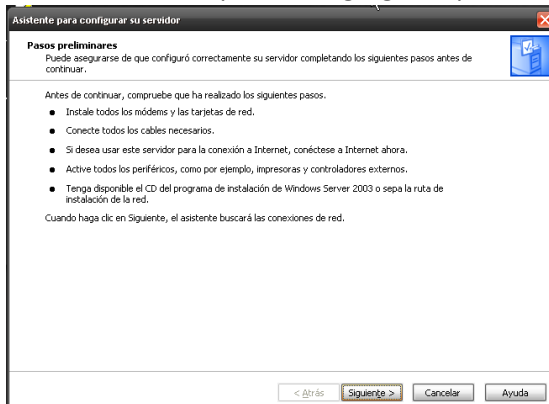 Asistente para configurar su servidor
Pasos preliminares
Puede asegurarse de que configuró correctamente su servidor completando los siguientes pasos antes de
continuar.
Antes de continuar, compruebe que ha realizado los siguientes pasos.
Instale todos los módems y las tarjetas de red.
Conecte todos los cables necesarios.
Si desea usar este servidor para la conexión a Internet, conéctese a Internet ahora.
Active todos los periféricos, como por ejemplo, impresoras y controladores externos.
Tenga disponible el CD del programa de instalación de Windows Server 2003 o sepa la ruta de
instalación de la red.
Cuando haga clic en Siguiente, el asistente buscará las conexiones de red.
< Atrás Siguiente > Cancelar Ayuda